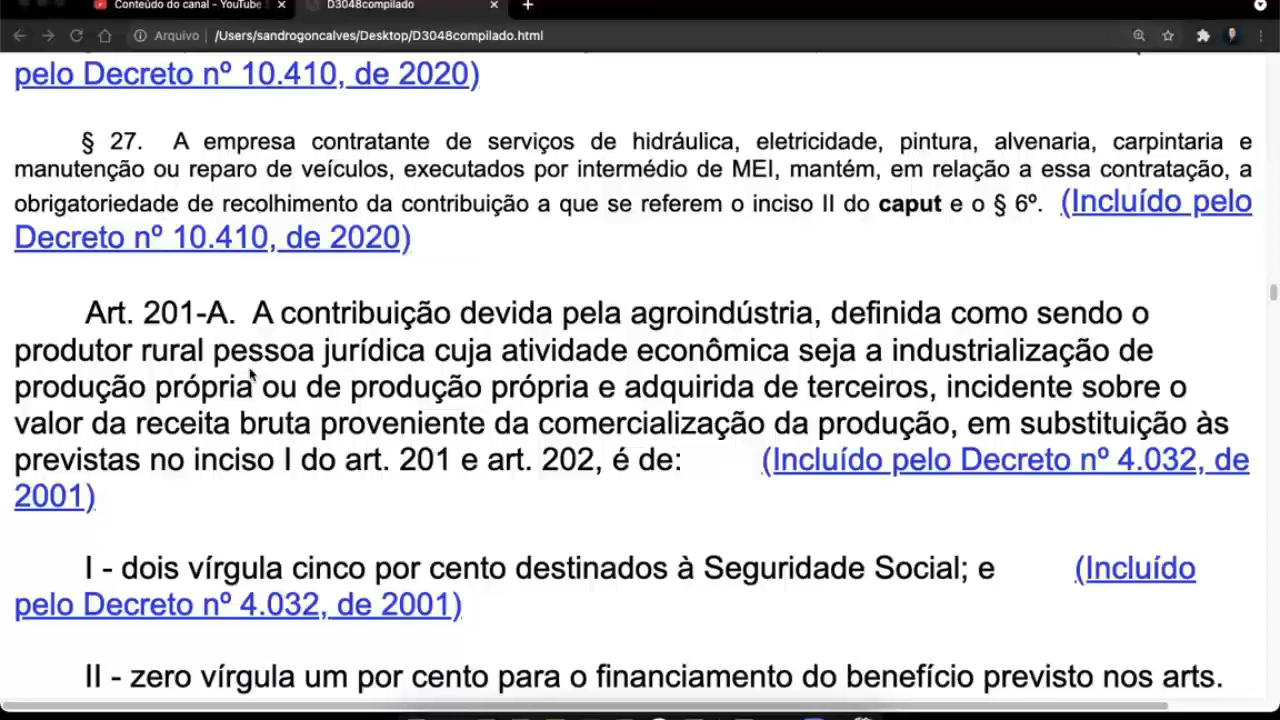 Conteúdo do canal - YouTube
D3048compilado
Arquivo /Users/sandrogoncalves/Desktop/D3048compilado.html
pelo Decreto nº 10.410, de 2020)
§ 27. A empresa contratante de serviços de hidráulica, eletricidade, pintura, alvenaria, carpintaria e
manutenção ou reparo de veículos, executados por intermédio de MEI, mantém, em relação a essa contratação, a
obrigatoriedade de recolhimento da contribuição a que se referem o inciso II do caput e o § 6º. (Incluído pelo
Decreto nº 10.410, de 2020)
Art. 201-A. A contribuição devida pela agroindústria, definida como sendo o
produtor rural pessoa jurídica cuja atividade econômica seja a industrialização de
produção própria ou de produção própria e adquirida de terceiros, incidente sobre o
valor da receita bruta proveniente da comercialização da produção, em substituição às
previstas no inciso I do art. 201 e art. 202, é de: (Incluído pelo Decreto nº 4.032, de
2001)
I - dois vírgula cinco por cento destinados à Seguridade Social; e (Incluído
pelo Decreto nº 4.032, de 2001)
II - zero vírgula um por cento para o financiamento do benefício previsto nos arts.